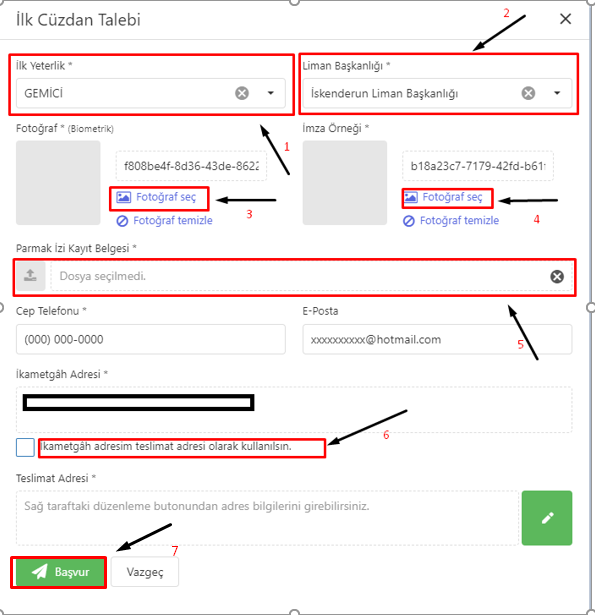 İlk Cüzdan Talebi
2
İlk Yeterlik *
Liman Başkanlığı *
GEMİCİ
İskenderun Liman Başkanlığı
1
Fotoğraf * (Biometrik)
İmza Örneği *
f808be4f-8d36-43de-8622
b18a23c7-7179-42fd-b61
Fotoğraf seç
Fotoğraf seç
3
4
Fotoğraf temizle
Fotoğraf temizle
Parmak İzi Kayıt Belgesi *
Dosya seçilmedi.
Cep Telefonu *
E-Posta
5
(000) 000-0000
xxxxxxxxxx@hotmail.com
İkametgâh Adresi *
6
İkametgâh adresim teslimat adresi olarak kullanılsın.
Teslimat Adresi *
Sağ taraftaki düzenleme butonundan adres bilgilerini girebilirsiniz.
7
Başvur
Vazgeç